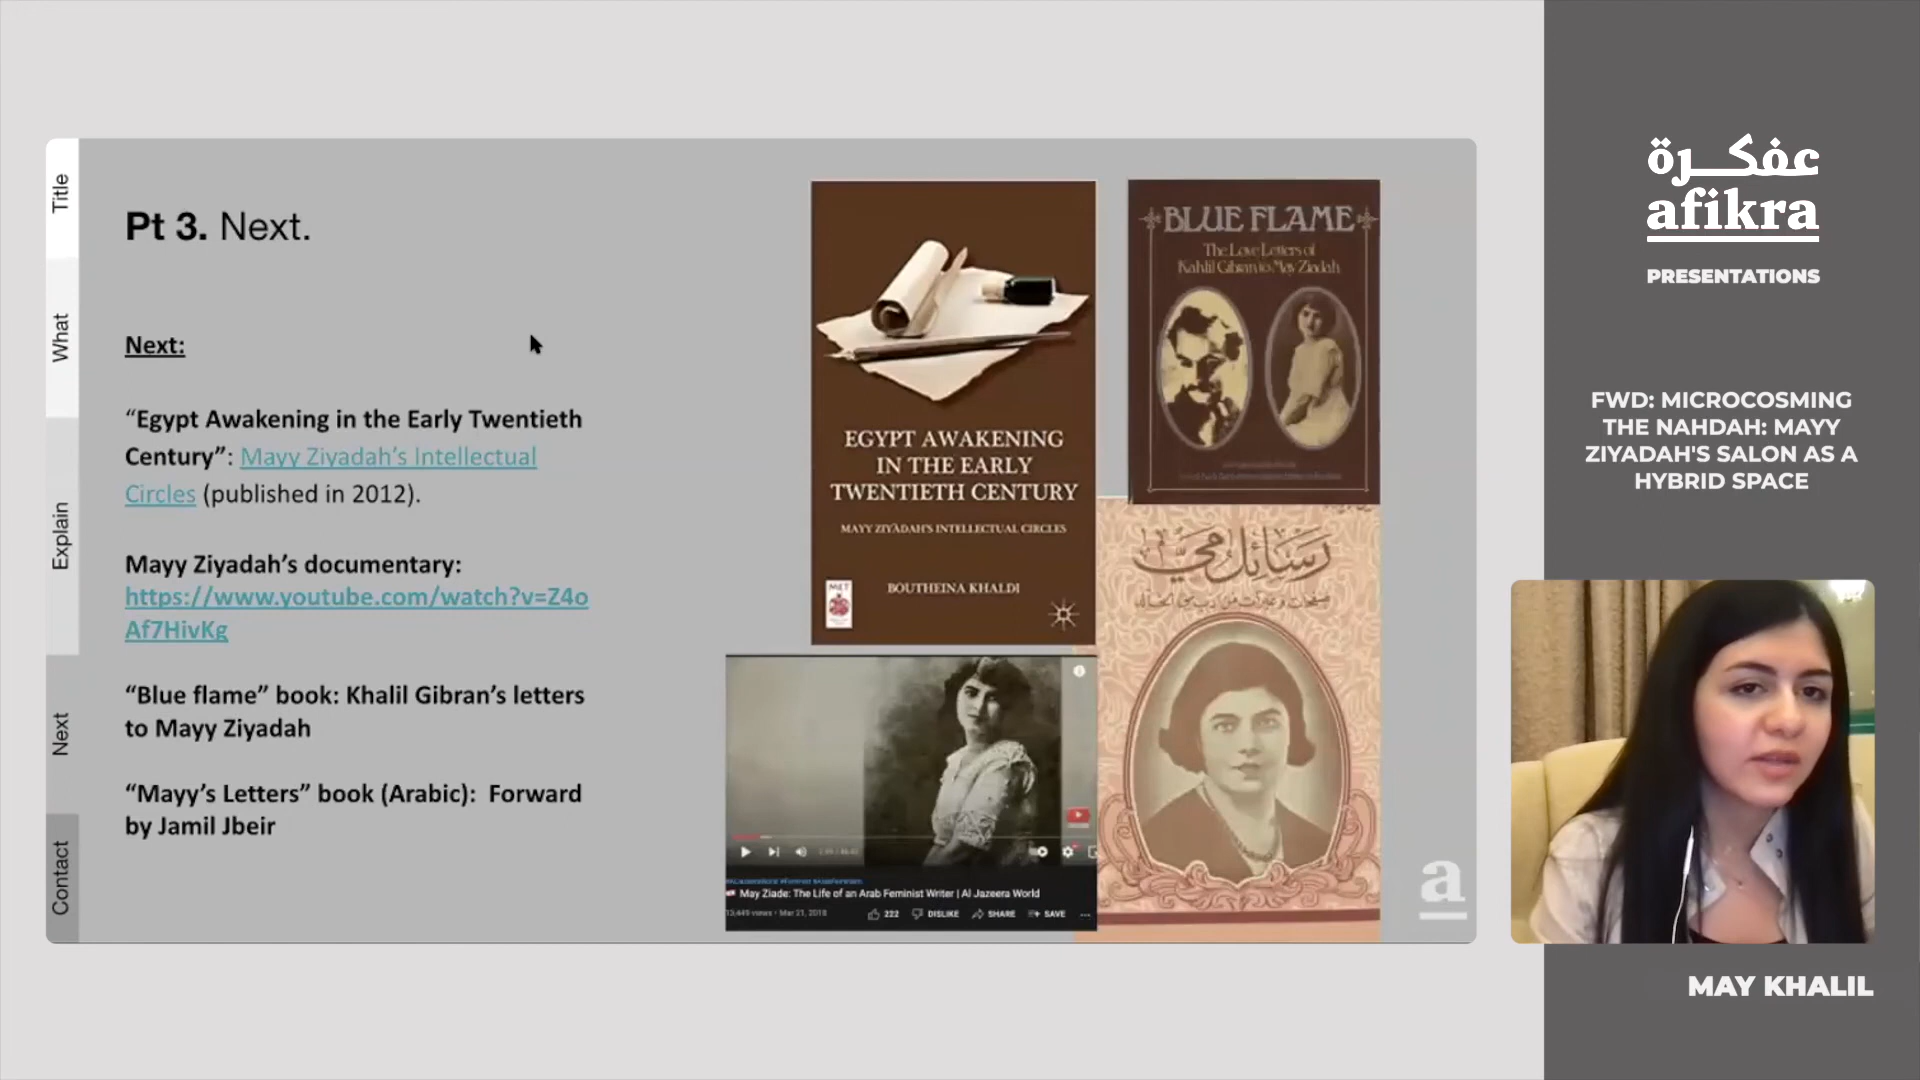 Title
What
Explain
Next
Contact
Pt 3. Next.
Next:
“Egypt Awakening in the Early Twentieth
Century”: Mayy Ziyadah’s Intellectual
Circles (published in 2012).
Mayy Ziyadah’s documentary:
https://www.youtube.com/watch?v=Z4o
Af7HivKg
“Blue flame” book: Khalil Gibran’s letters
to Mayy Ziyadah
“Mayy’s Letters” book (Arabic): Forward
by Jamil Jbeir
EGYPT AWAKENING
IN THE EARLY
TWENTIETH CENTURY
MAYY ZIYADAH'S INTELLECTUAL CIRCLES
BOUTHEINA KHALDI
BLUE FLAME
The Love Letters of
Kahlil Gibran to May Ziadah
رسائل مي
May Ziade: The Life of an Arab Feminist Writer | Al Jazeera World
views • Mar 31, 2018
222 DISLIKE SHARE SAVE ...
a
عفكرة
afikra
PRESENTATIONS
FWD: MICROCOSMING
THE NAHDAH: MAYY
ZIYADAH'S SALON AS A
HYBRID SPACE
MAY KHALIL